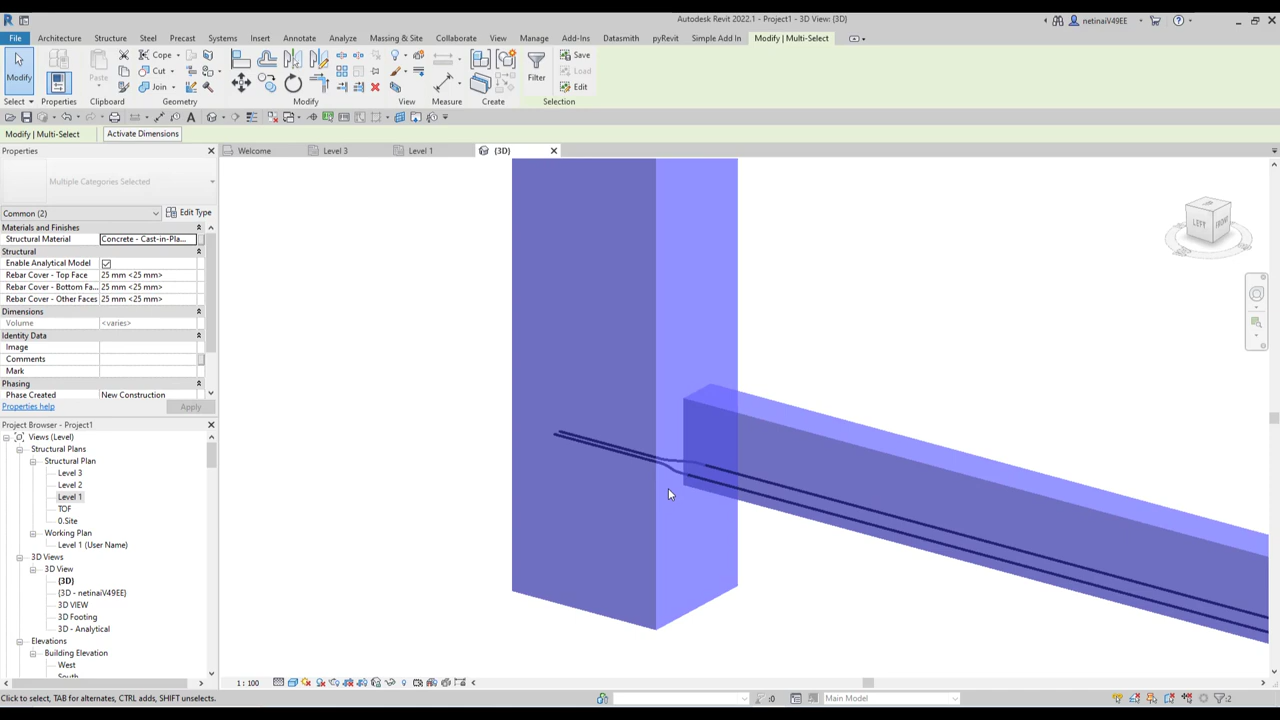 Autodesk Revit 2022.1 - Project1 - 3D View: {3D}
netinaiV49EE
File Architecture Structure Steel Precast Systems Insert Annotate Analyze Massing & Site Collaborate View Manage Add-Ins Datasmith pyRevit Simple Add In Modify | Multi-Select
Modify
Properties
Paste
Cope
Cut
Join
Filter
Save
Load
Edit
Select Properties Clipboard Geometry Modify View Measure Create Selection
Modify | Multi-Select Activate Dimensions
Properties
Welcome Level 3 Level 1 {3D}
Multiple Categories Selected
Common (2) Edit Type
Materials and Finishes
Structural Material Concrete - Cast-in-Pla...
Structural
Enable Analytical Model
Rebar Cover - Top Face 25 mm <25 mm>
Rebar Cover - Bottom Fa... 25 mm <25 mm>
Rebar Cover - Other Faces 25 mm <25 mm>
Dimensions
Volume <varies>
Identity Data
Image
Comments
Mark
Phasing
Phase Created New Construction
Properties help Apply
Project Browser - Project1
Views (Level)
Structural Plans
Structural Plan
Level 3
Level 2
Level 1
TOF
0.Site
Working Plan
Level 1 (User Name)
3D Views
3D View
{3D}
{3D - netinaiV49EE}
3D VIEW
3D Footing
3D - Analytical
Elevations
Building Elevation
West
South
LEFT FRONT
1 : 100
Click to select, TAB for alternates, CTRL adds, SHIFT unselects.
:0
Main Model
:2